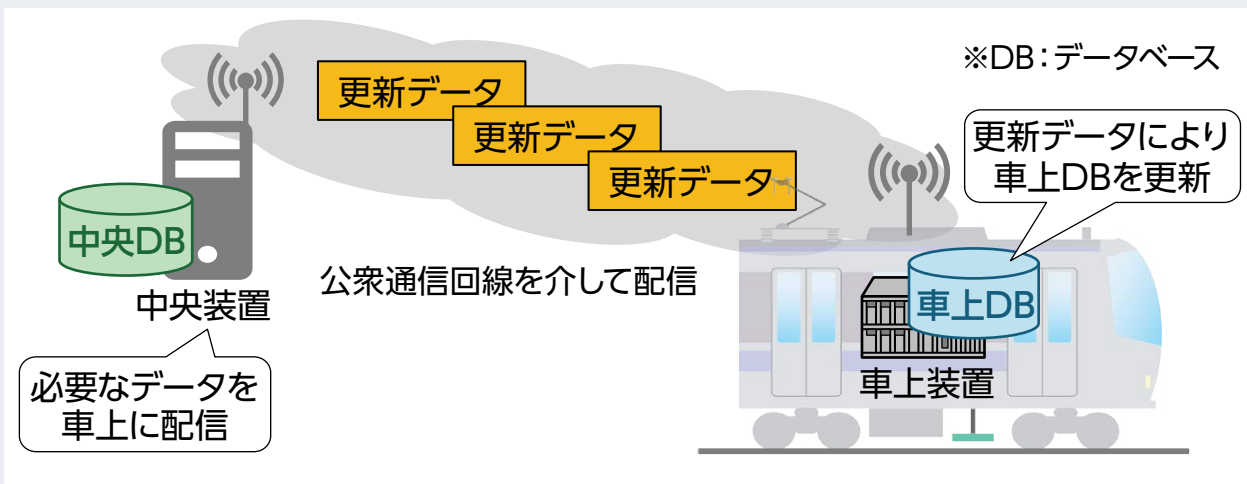 ※DB:データベース
更新データ
更新データ
更新データ
更新データにより
車上DBを更新
中央DB
中央装置
公衆通信回線を介して配信
車上DB
車上装置
必要なデータを
車上に配信